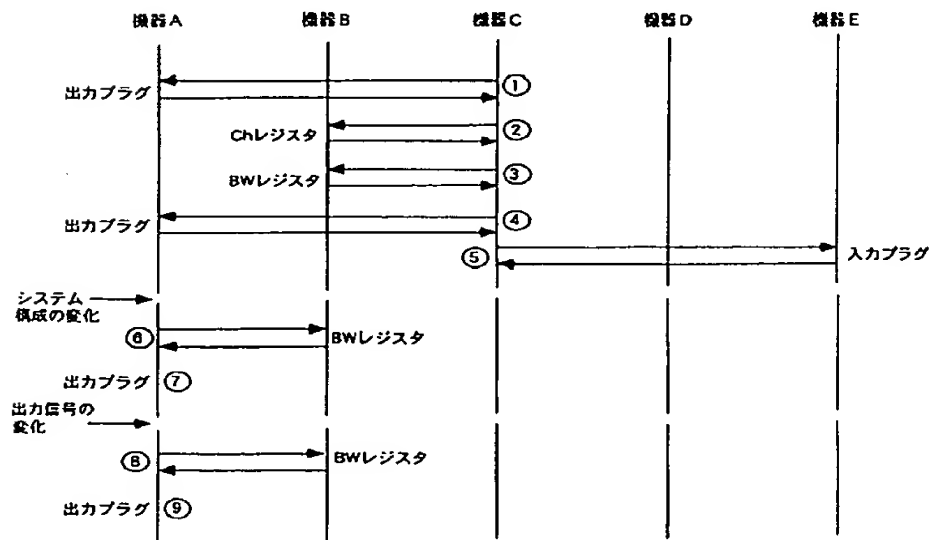 機器A 機器B 機器C 機器D 機器E
①
出力プラグ
②
Chレジスタ
③
BWレジスタ
④
出力プラグ
⑤ 入力プラグ
システム
構成の変化
⑥ BWレジスタ
出力プラグ ⑦
出力信号の
変化
⑧ BWレジスタ
出力プラグ ⑨